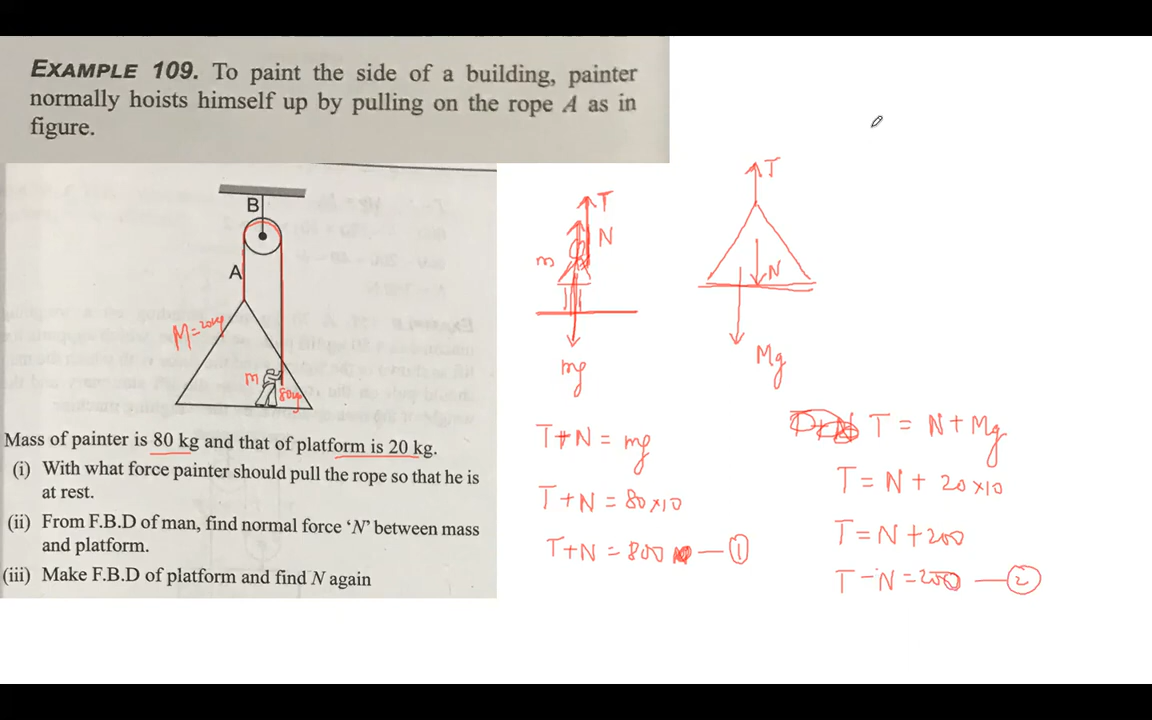 EXAMPLE 109. To paint the side of a building, painter
normally hoists himself up by pulling on the rope A as in
figure.
B
A
M=20kg
m
80kg
Mass of painter is 80 kg and that of platform is 20 kg.
(i) With what force painter should pull the rope so that he is
at rest.
(ii) From F.B.D of man, find normal force ‘N’ between mass
and platform.
(iii) Make F.B.D of platform and find N again
T
N
m
mg
T+N = mg
T+N = 80×10
T+N = 800 — ①
T
N
Mg
T = N+Mg
T = N + 20×10
T = N+200
T-N = 200 — ②